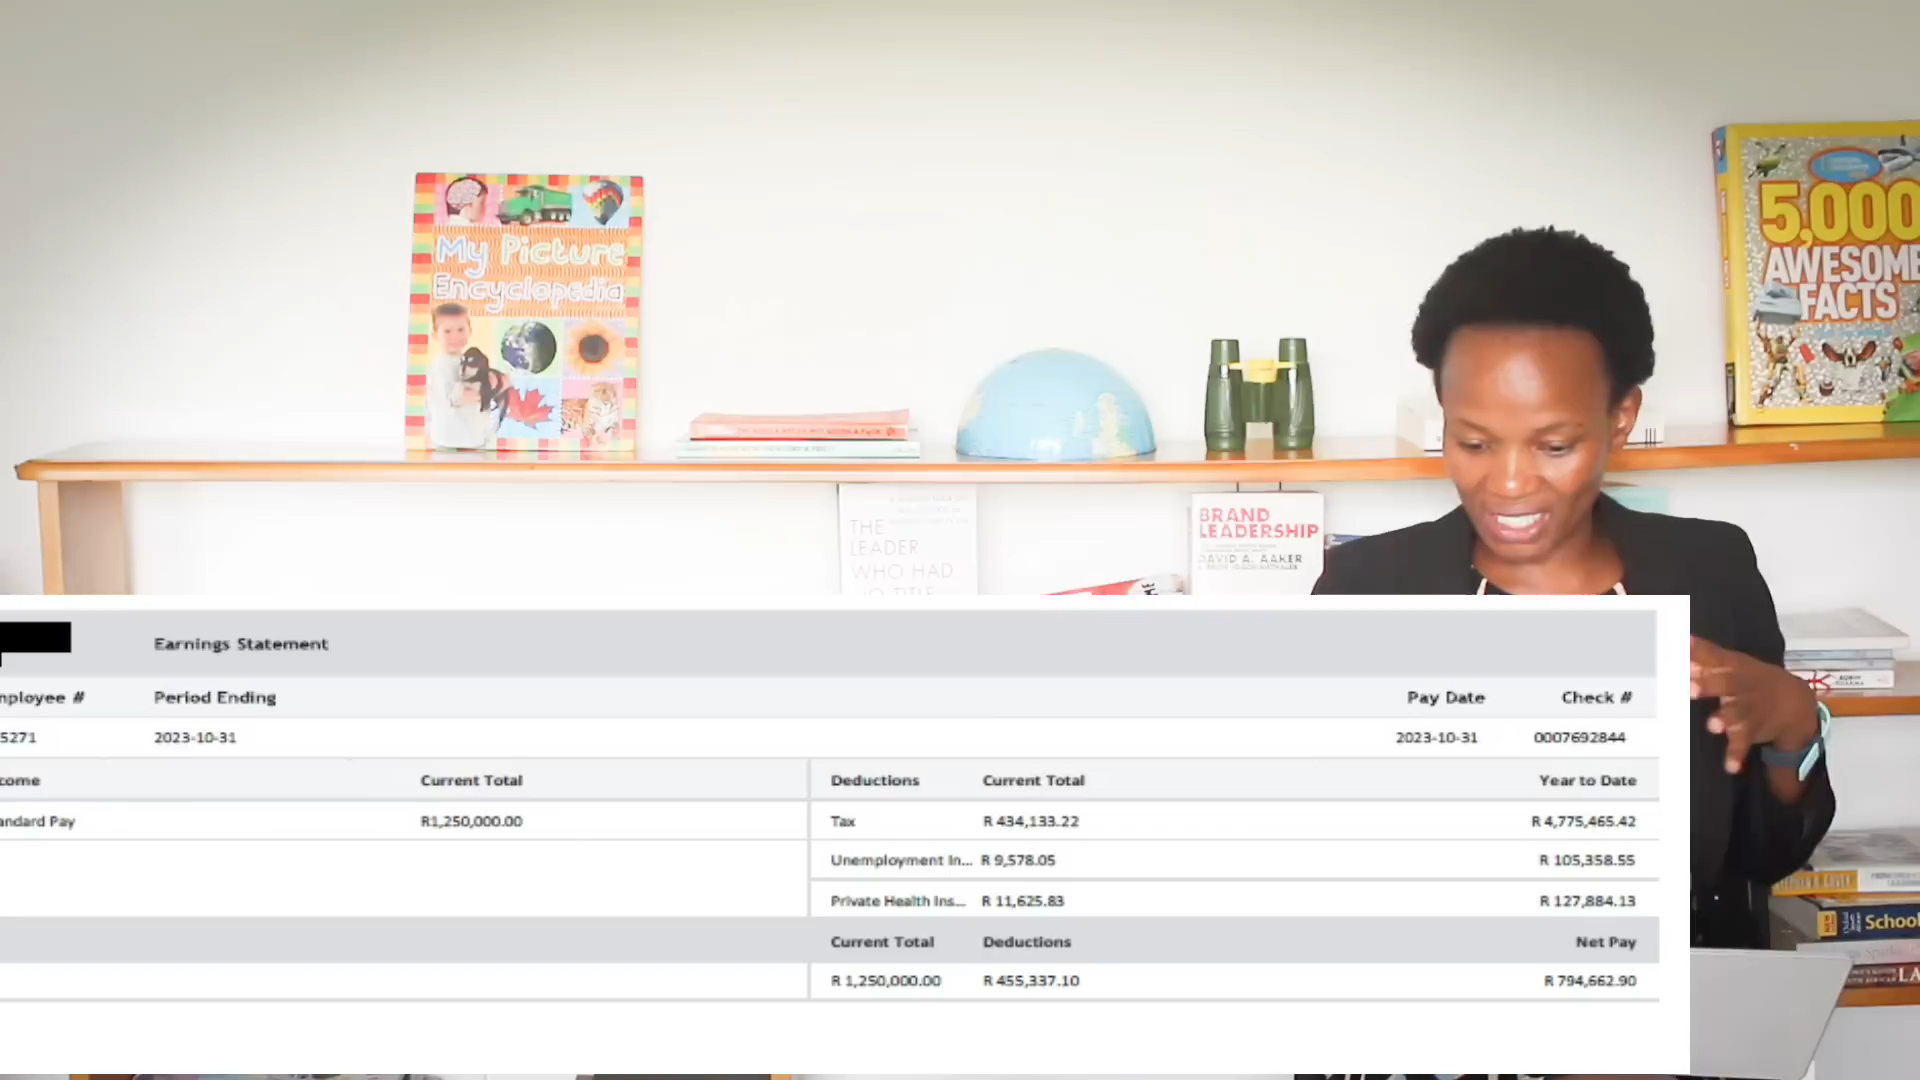 My Picture
Encyclopedia
5,000
AWESOME
FACTS
THE
LEADER
WHO HAD
NO TITLE
BRAND
LEADERSHIP
DAVID A. AAKER
Earnings Statement
mployee # Period Ending Pay Date Check #
5271 2023-10-31 2023-10-31 0007692844
come Current Total Deductions Current Total Year to Date
andard Pay R1,250,000.00 Tax R 434,133.22 R 4,775,465.42
Unemployment In... R 9,578.05 R 105,358.55
Private Health Ins... R 11,625.83 R 127,884.13
Current Total Deductions Net Pay
R 1,250,000.00 R 455,337.10 R 794,662.90
School
LA